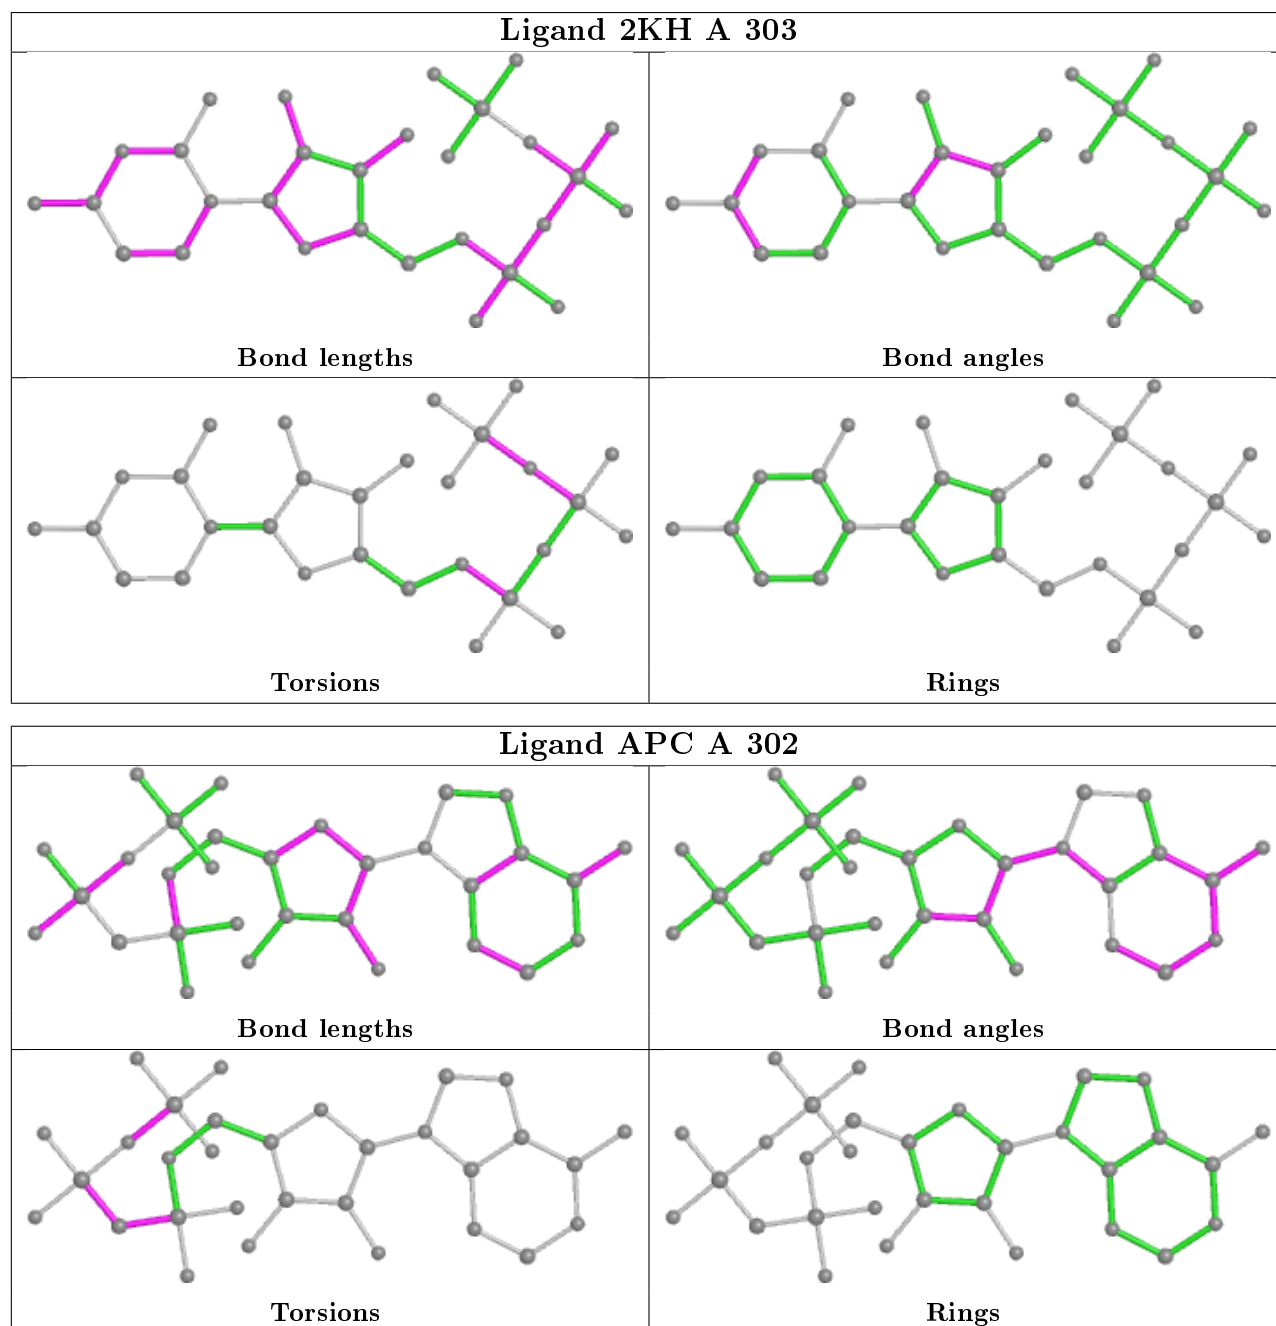 Ligand 2KH A 303
Bond lengths
Bond angles
Torsions
Rings
Ligand APC A 302
Bond lengths
Bond angles
Torsions
Rings